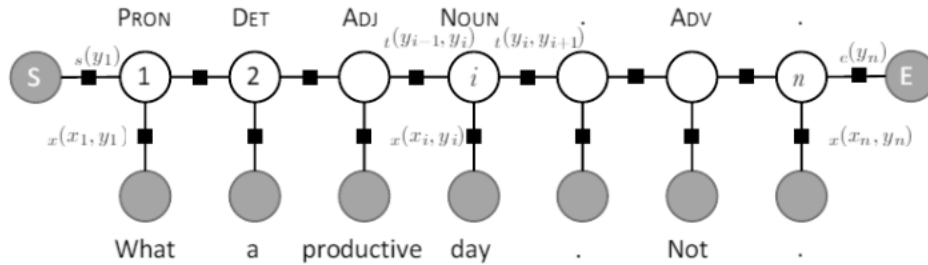 PRON DET ADJ NOUN . ADV .
s(y₁) t(yᵢ₋₁, yᵢ) t(yᵢ, yᵢ₊₁) e(yₙ)
S 1 2 i n E
x(x₁, y₁) x(xᵢ, yᵢ) x(xₙ, yₙ)
What a productive day . Not .